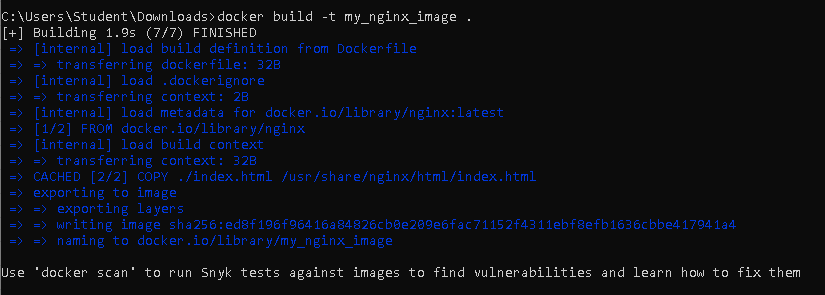 C:\Users\Student\Downloads>docker build -t my_nginx_image .
[+] Building 1.9s (7/7) FINISHED
=> [internal] load build definition from Dockerfile
=> => transferring dockerfile: 32B
=> [internal] load .dockerignore
=> => transferring context: 2B
=> [internal] load metadata for docker.io/library/nginx:latest
=> [1/2] FROM docker.io/library/nginx
=> [internal] load build context
=> => transferring context: 32B
=> CACHED [2/2] COPY ./index.html /usr/share/nginx/html/index.html
=> exporting to image
=> => exporting layers
=> => writing image sha256:ed8f196f96416a84826cb0e209e6fac71152f4311ebf8efb1636cbbe417941a4
=> => naming to docker.io/library/my_nginx_image
Use 'docker scan' to run Snyk tests against images to find vulnerabilities and learn how to fix them